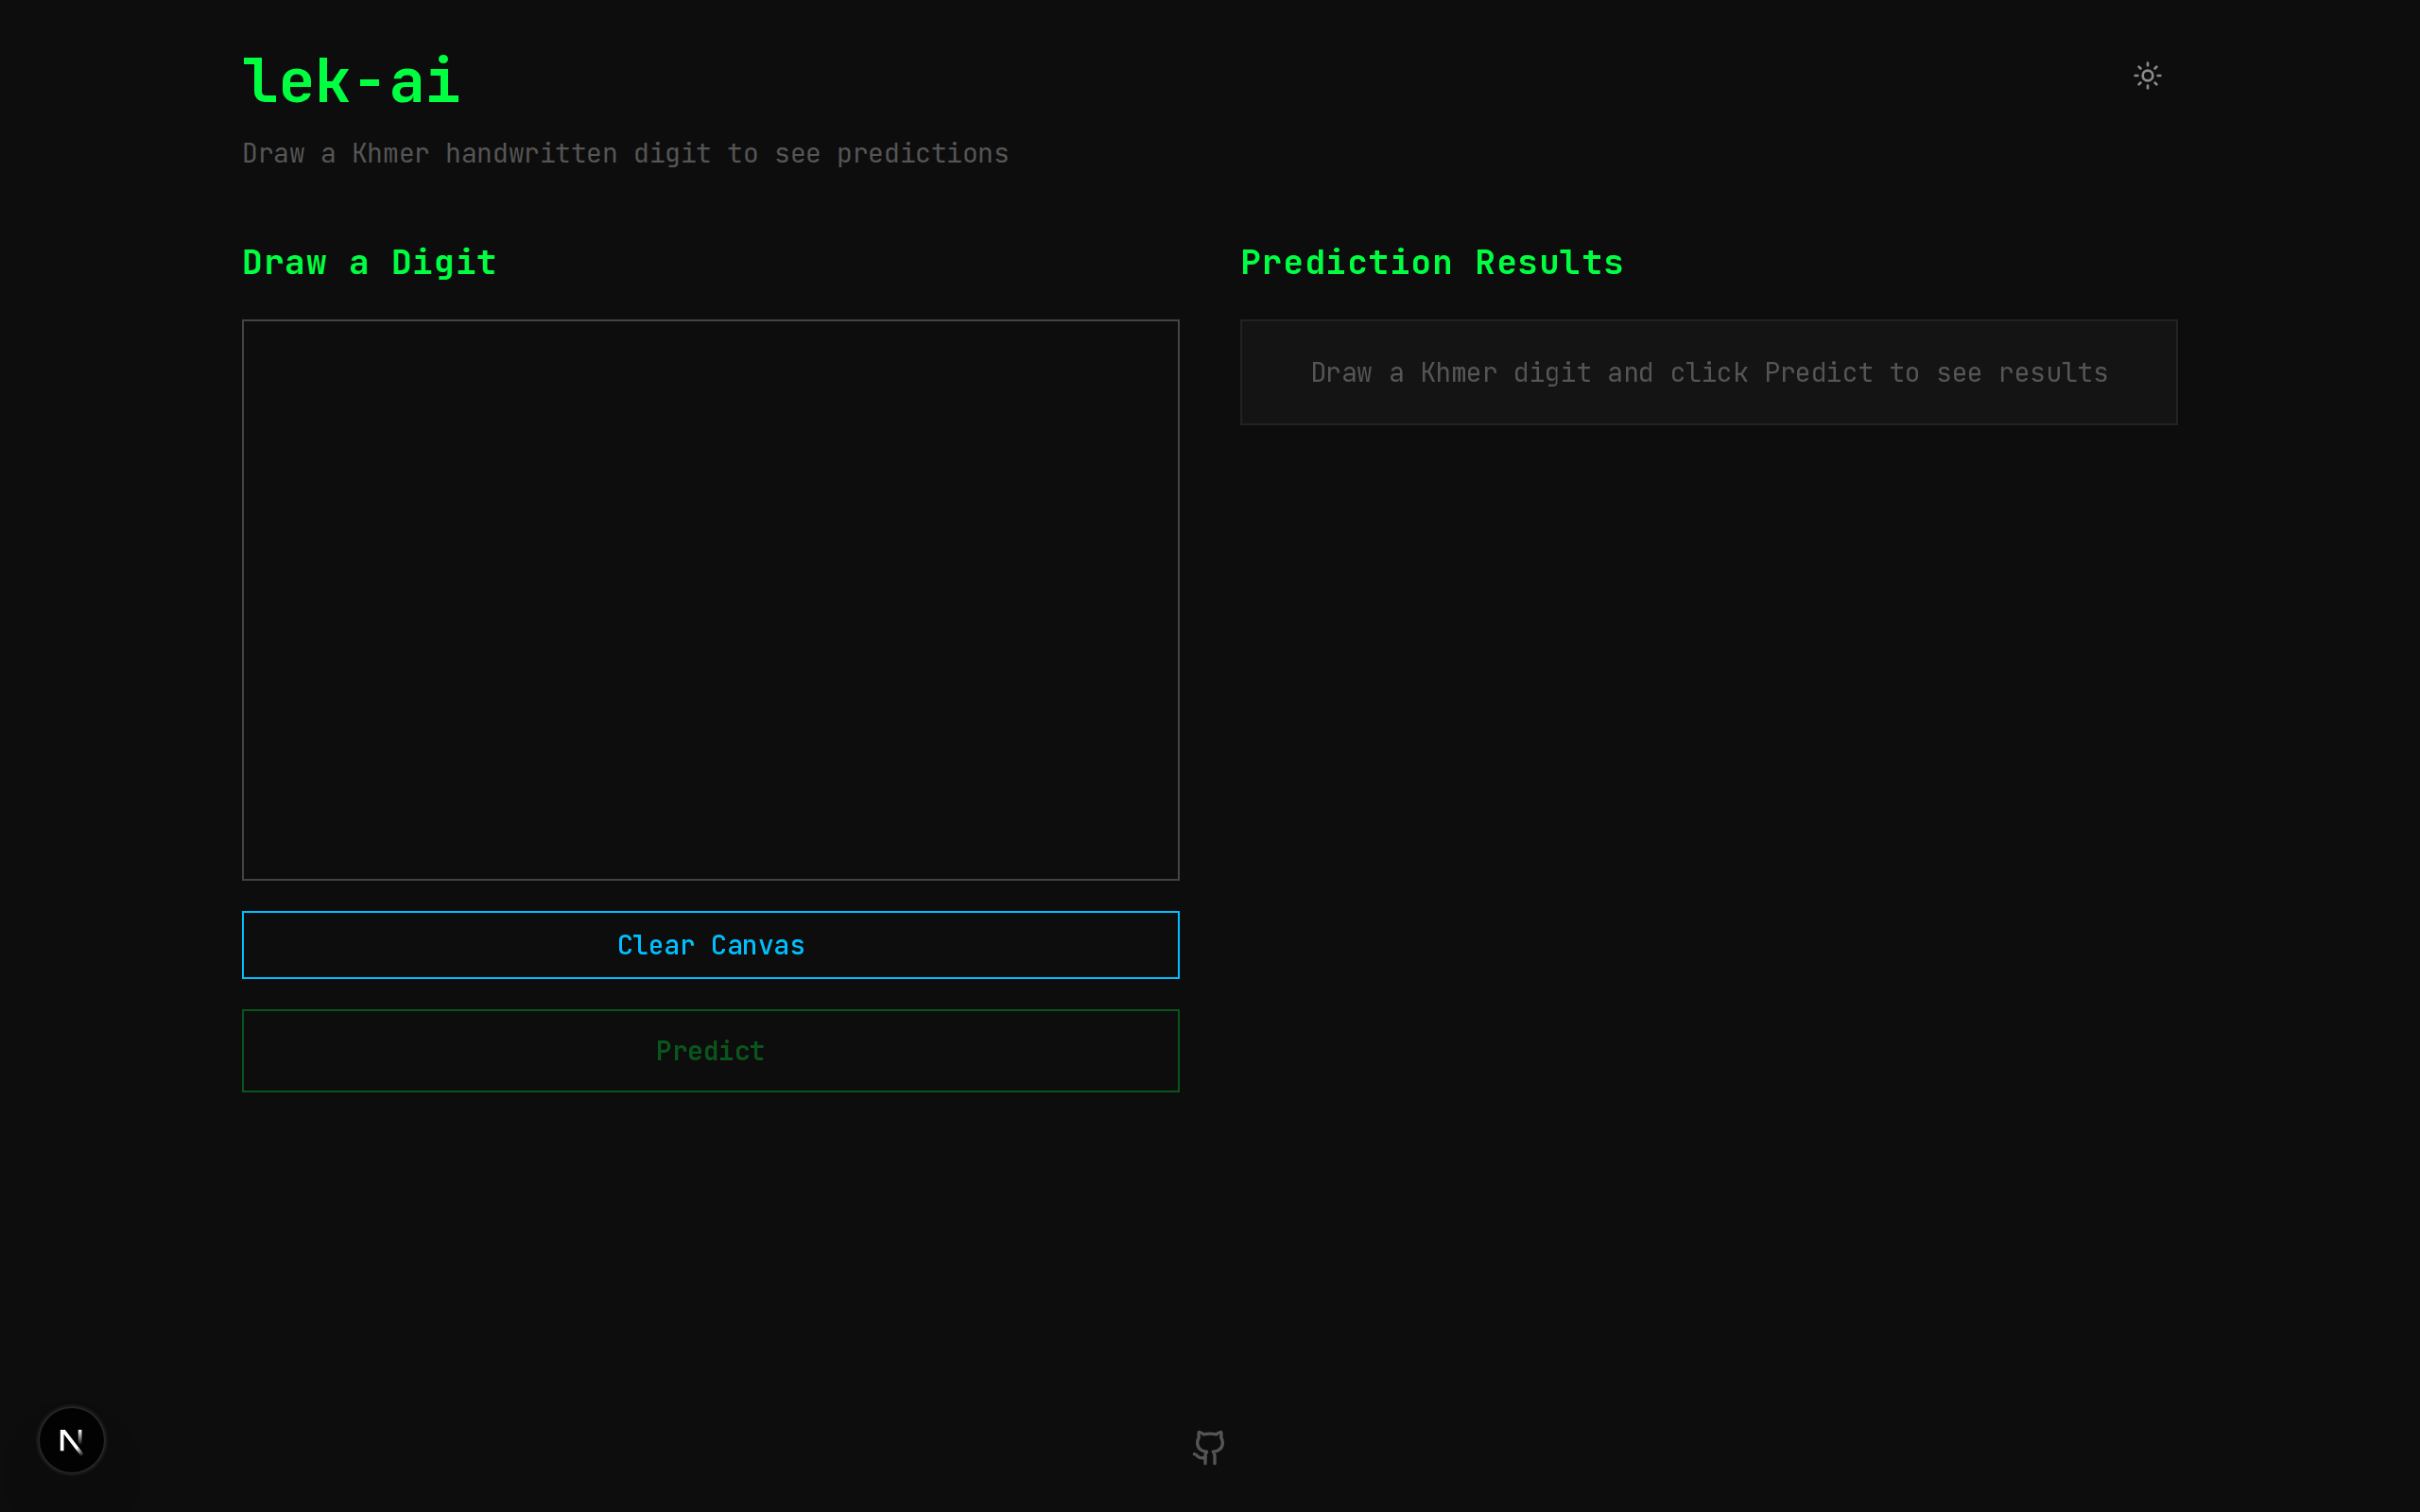 lek-ai
Draw a Khmer handwritten digit to see predictions
Draw a Digit
Prediction Results
Draw a Khmer digit and click Predict to see results
Clear Canvas
Predict
N